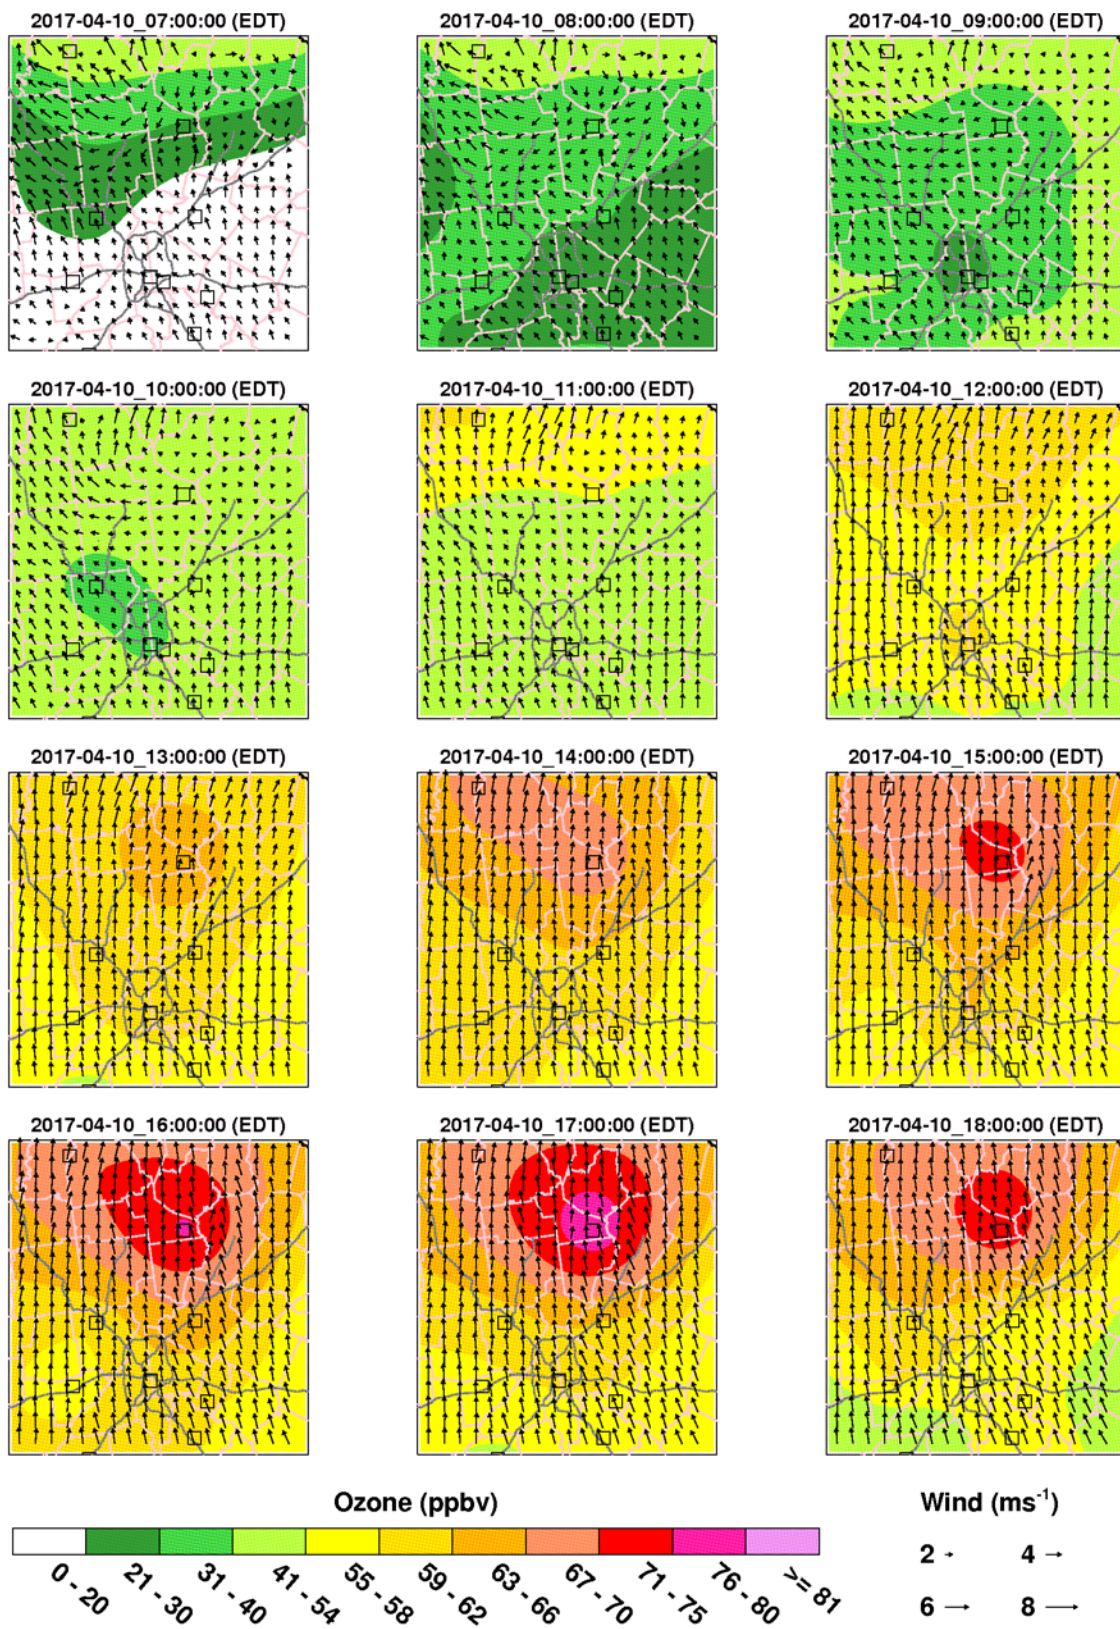 2017-04-10_07:00:00 (EDT)
2017-04-10_08:00:00 (EDT)
2017-04-10_09:00:00 (EDT)
2017-04-10_10:00:00 (EDT)
2017-04-10_11:00:00 (EDT)
2017-04-10_12:00:00 (EDT)
2017-04-10_13:00:00 (EDT)
2017-04-10_14:00:00 (EDT)
2017-04-10_15:00:00 (EDT)
2017-04-10_16:00:00 (EDT)
2017-04-10_17:00:00 (EDT)
2017-04-10_18:00:00 (EDT)
Ozone (ppbv)
0 - 20
21 - 30
31 - 40
41 - 54
55 - 58
59 - 62
63 - 66
67 - 70
71 - 75
76 - 80
>= 81
Wind (ms⁻¹)
2 4
6 8